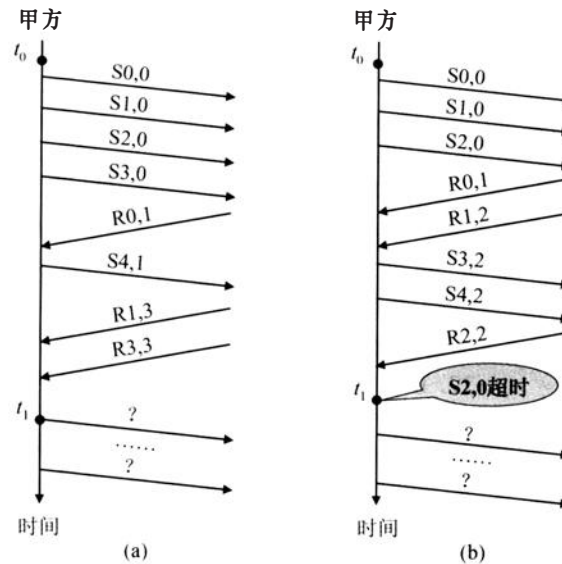 甲方
t0
S0,0
S1,0
S2,0
S3,0
R0,1
S4,1
R1,3
R3,3
t1
?
……
?
时间
(a)
甲方
t0
S0,0
S1,0
S2,0
R0,1
R1,2
S3,2
S4,2
R2,2
S2,0超时
t1
?
……
?
时间
(b)